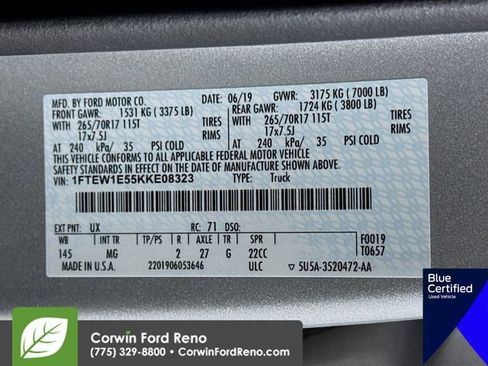 MFD. BY FORD MOTOR CO.
DATE: 06/19 GVWR: 3175 KG ( 7000 LB)
FRONT GAWR: 1531 KG ( 3375 LB) REAR GAWR: 1724 KG ( 3800 LB)
WITH 265/70R17 115T TIRES WITH 265/70R17 115T TIRES
17x7.5J RIMS 17x7.5J RIMS
AT 240 kPa/ 35 PSI COLD AT 240 kPa/ 35 PSI COLD
THIS VEHICLE CONFORMS TO ALL APPLICABLE FEDERAL MOTOR VEHICLE
SAFETY STANDARDS IN EFFECT ON THE DATE OF MANUFACTURE SHOWN ABOVE.
VIN: 1FTEW1E55KKE08323 TYPE: Truck
EXT PNT: UX RC: 71 DSO: F0019
WB INT TR TP/PS R AXLE TR SPR T0657
145 MG 2 27 G 22CC
MADE IN U.S.A. 2201906053646 ULC 5U5A-3520472-AA
Blue
Certified
Used Vehicle
Corwin Ford Reno
(775) 329-8800 • CorwinFordReno.com